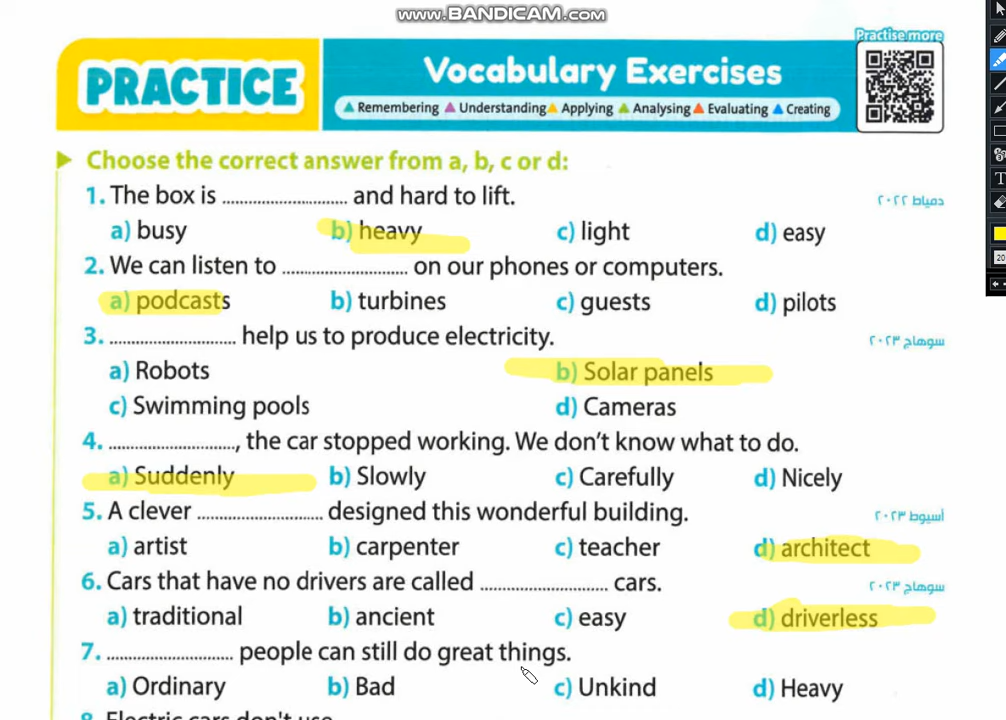 www.BANDICAM.com
Practise more
PRACTICE
Vocabulary Exercises
Remembering Understanding Applying Analysing Evaluating Creating
Choose the correct answer from a, b, c or d:
1. The box is ............................ and hard to lift. دمياط ٢٠٢٢
a) busy b) heavy c) light d) easy
2. We can listen to ............................ on our phones or computers.
a) podcasts b) turbines c) guests d) pilots
3. ............................ help us to produce electricity. سوهاج ٢٠٢٣
a) Robots b) Solar panels
c) Swimming pools d) Cameras
4. ............................, the car stopped working. We don't know what to do.
a) Suddenly b) Slowly c) Carefully d) Nicely
5. A clever ............................ designed this wonderful building. أسيوط ٢٠٢٣
a) artist b) carpenter c) teacher d) architect
6. Cars that have no drivers are called ............................ cars. سوهاج ٢٠٢٣
a) traditional b) ancient c) easy d) driverless
7. ............................ people can still do great things.
a) Ordinary b) Bad c) Unkind d) Heavy
8. Electric cars don't use
T
20